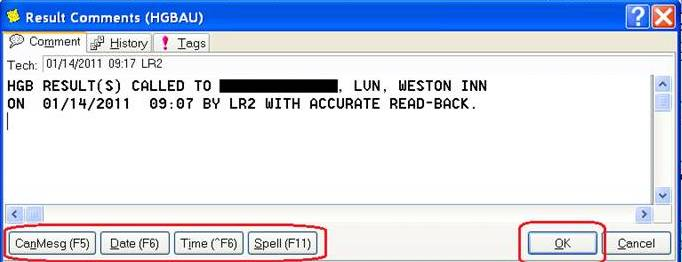 Result Comments (HGBAU)
Comment History Tags
Tech: 01/14/2011 09:17 LR2
HGB RESULT(S) CALLED TO , LVN, WESTON INN
ON 01/14/2011 09:07 BY LR2 WITH ACCURATE READ-BACK.
CanMesg (F5) Date (F6) Time (^F6) Spell (F11) OK Cancel